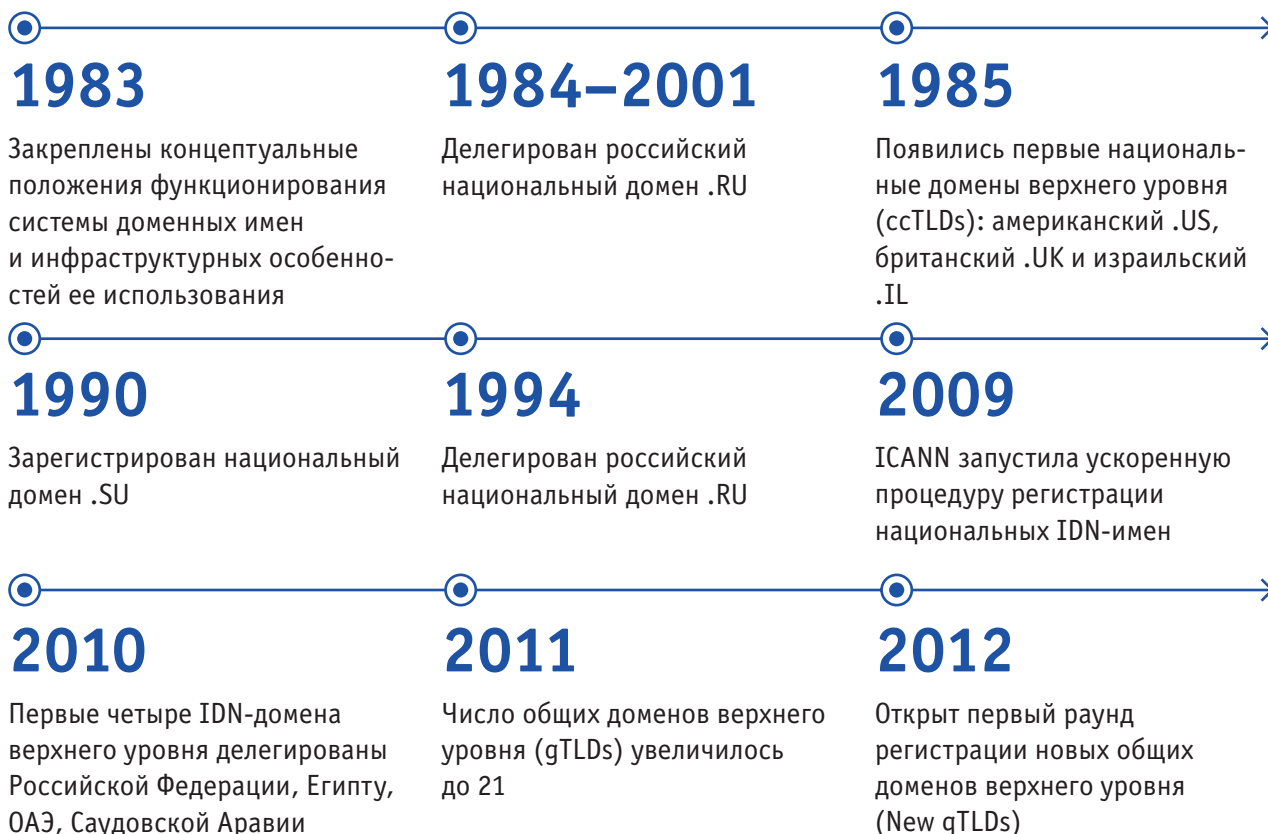 1983
Закреплены концептуальные
положения функционирования
системы доменных имен
и инфраструктурных особенно-
стей ее использования
1984–2001
Делегирован российский
национальный домен .RU
1985
Появились первые националь-
ные домены верхнего уровня
(ccTLDs): американский .US,
британский .UK и израильский
.IL
1990
Зарегистрирован национальный
домен .SU
1994
Делегирован российский
национальный домен .RU
2009
ICANN запустила ускоренную
процедуру регистрации
национальных IDN-имен
2010
Первые четыре IDN-домена
верхнего уровня делегированы
Российской Федерации, Египту,
ОАЭ, Саудовской Аравии
2011
Число общих доменов верхнего
уровня (gTLDs) увеличилось
до 21
2012
Открыт первый раунд
регистрации новых общих
доменов верхнего уровня
(New gTLDs)